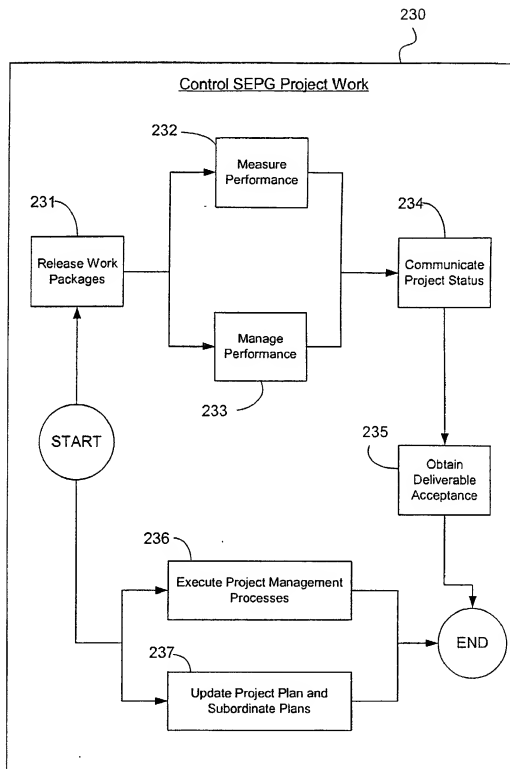 230
Control SEPG Project Work
232
Measure
Performance
231
Release Work
Packages
234
Communicate
Project Status
Manage
Performance
233
START
235
Obtain
Deliverable
Acceptance
236
Execute Project Management
Processes
END
237
Update Project Plan and
Subordinate Plans